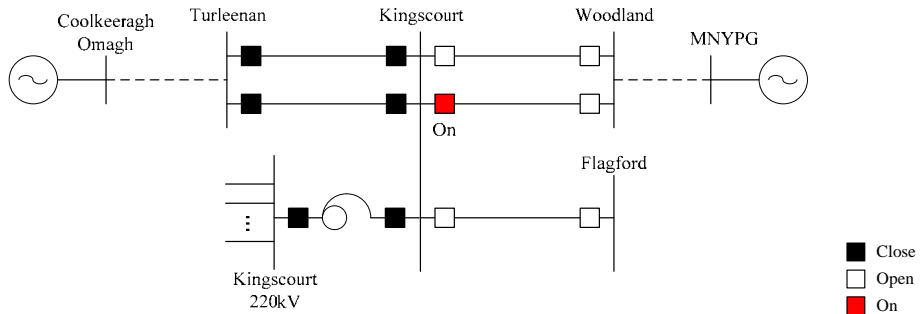 Coolkeeragh
Omagh
Turleenan
Kingscourt
Woodland
MNYPG
On
Flagford
Kingscourt
220kV
Close
Open
On